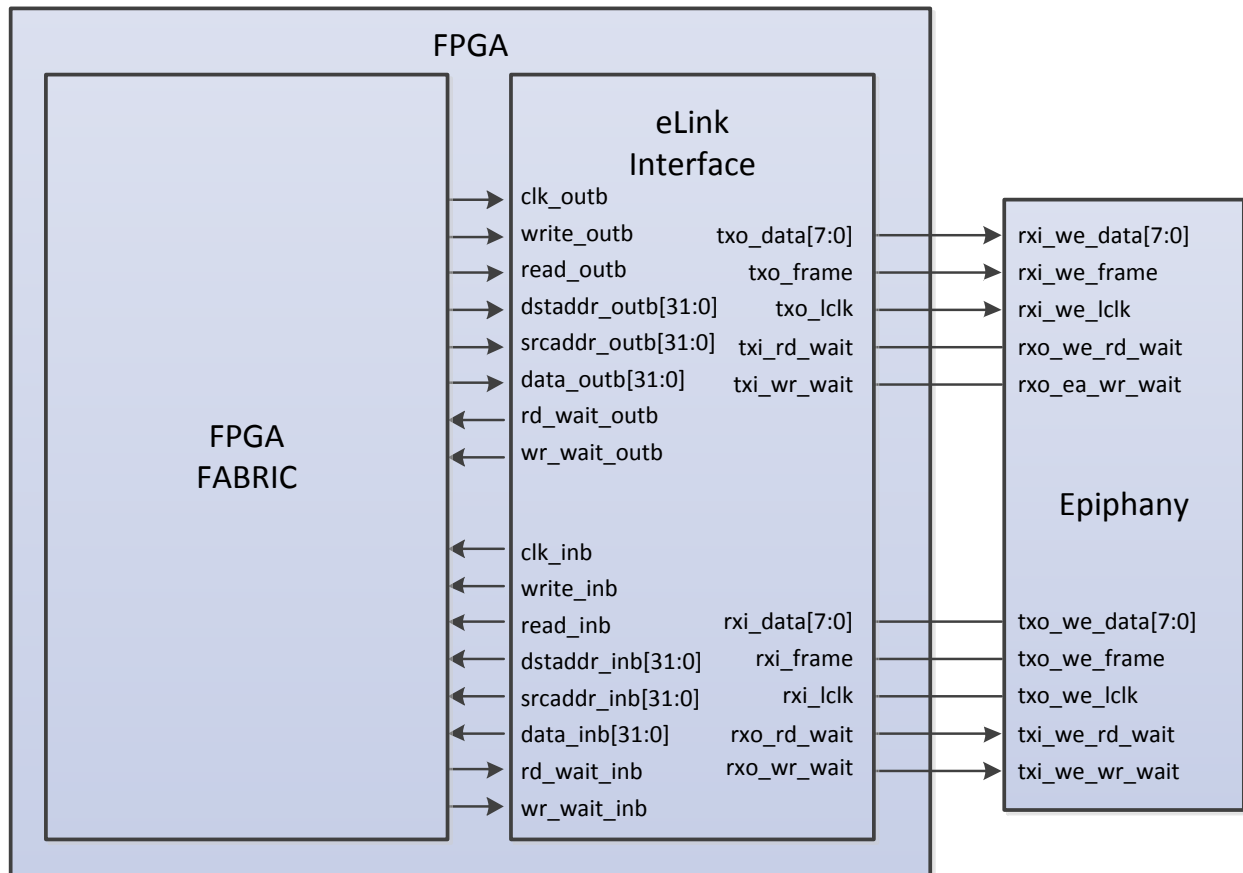 FPGA
FPGA
FABRIC
eLink
Interface
clk_outb
write_outb
read_outb
dstaddr_outb[31:0]
srcaddr_outb[31:0]
data_outb[31:0]
rd_wait_outb
wr_wait_outb
clk_inb
write_inb
read_inb
dstaddr_inb[31:0]
srcaddr_inb[31:0]
data_inb[31:0]
rd_wait_inb
wr_wait_inb
txo_data[7:0]
txo_frame
txo_lclk
txi_rd_wait
txi_wr_wait
rxi_data[7:0]
rxi_frame
rxi_lclk
rxo_rd_wait
rxo_wr_wait
rxi_we_data[7:0]
rxi_we_frame
rxi_we_lclk
rxo_we_rd_wait
rxo_ea_wr_wait
Epiphany
txo_we_data[7:0]
txo_we_frame
txo_we_lclk
txi_we_rd_wait
txi_we_wr_wait